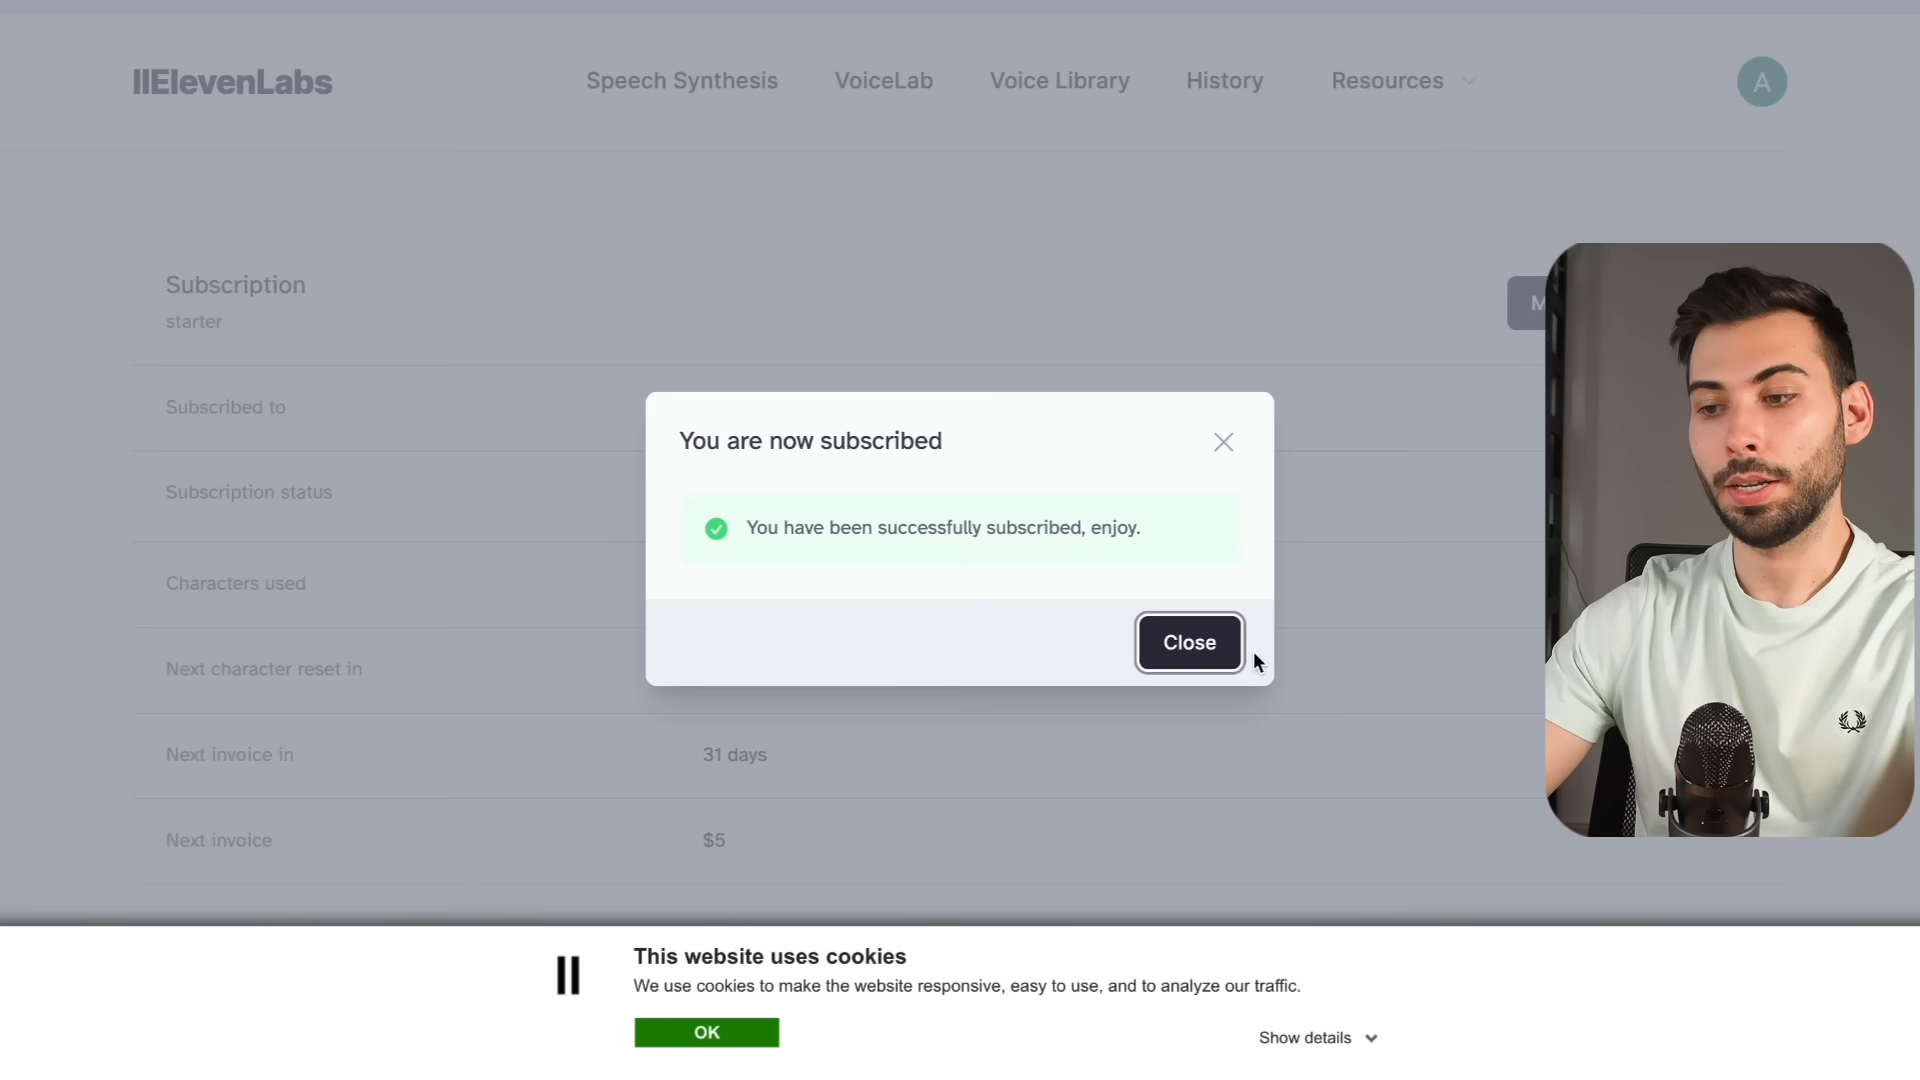 IIElevenLabs
Speech Synthesis
VoiceLab
Voice Library
History
Resources
A
Subscription
starter
M
Subscribed to
Subscription status
Characters used
Next character reset in
Next invoice in
31 days
Next invoice
$5
You are now subscribed
You have been successfully subscribed, enjoy.
Close
This website uses cookies
We use cookies to make the website responsive, easy to use, and to analyze our traffic.
OK
Show details